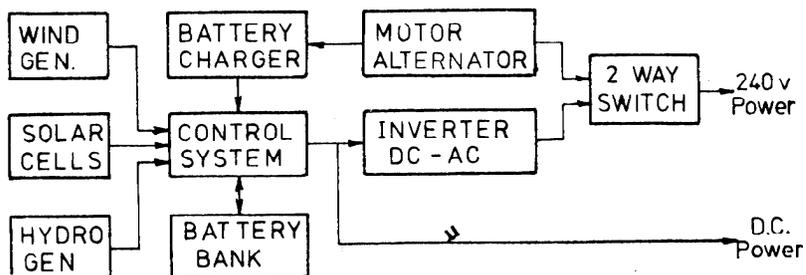 WIND
GEN.
BATTERY
CHARGER
MOTOR
ALTERNATOR
2 WAY
SWITCH
240v
Power
SOLAR
CELLS
CONTROL
SYSTEM
INVERTER
DC-AC
HYDRO
GEN
BATTERY
BANK
D.C.
Power